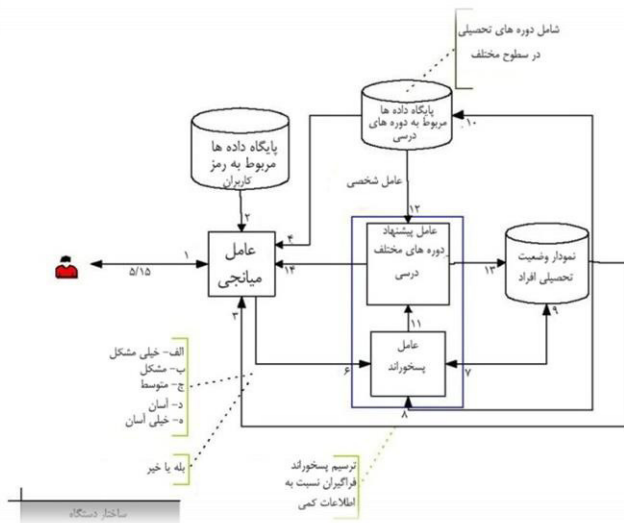 شامل دوره های تحصیلی
در سطوح مختلف
پایگاه داده ها
مربوط به دوره های
درسی
۱۰
پایگاه داده ها
مربوط به رمز
کاربران
عامل شخصی
۲
۴
۱۲
عامل
میانجی
عامل پیشنهاد
دوره های مختلف
درسی
نمودار وضعیت
تحصیلی افراد
۱
۵/۱۵
۱۴
۱۳
۳
۱۱
۹
عامل
پسخوراند
۶
۷
۸
الف- خیلی مشکل
ب- مشکل
ج- متوسط
د- آسان
ه- خیلی آسان
بله یا خیر
ترسیم پسخوراند
فراگیران نسبت به
اطلاعات کمی
ساختار دستگاه